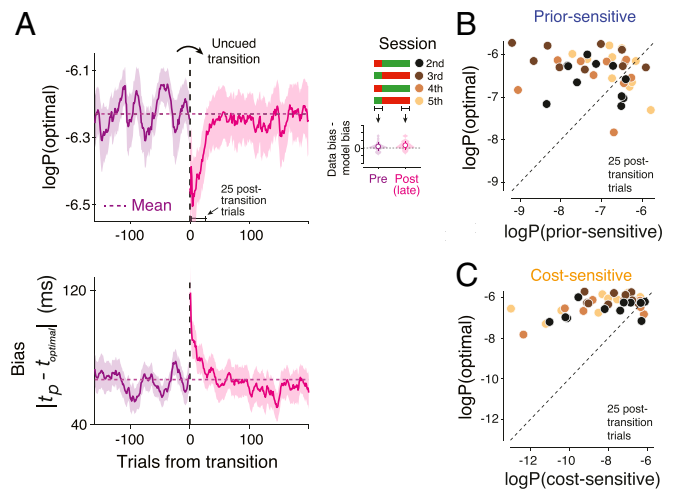 A
Uncued
transition
-6.1
-6.3
-6.5
logP(optimal)
Mean
25 post-
transition
trials
-100
0
100
Session
2nd
3rd
4th
5th
Data bias -
model bias
0
Pre
Post
(late)
120
40
Bias
|tp - toptimal| (ms)
-100
0
100
Trials from transition
B
Prior-sensitive
-6
-7
-8
-9
logP(optimal)
25 post-
transition
trials
-9
-8
-7
-6
logP(prior-sensitive)
C
Cost-sensitive
-6
-8
-10
-12
logP(optimal)
25 post-
transition
trials
-12
-10
-8
-6
logP(cost-sensitive)